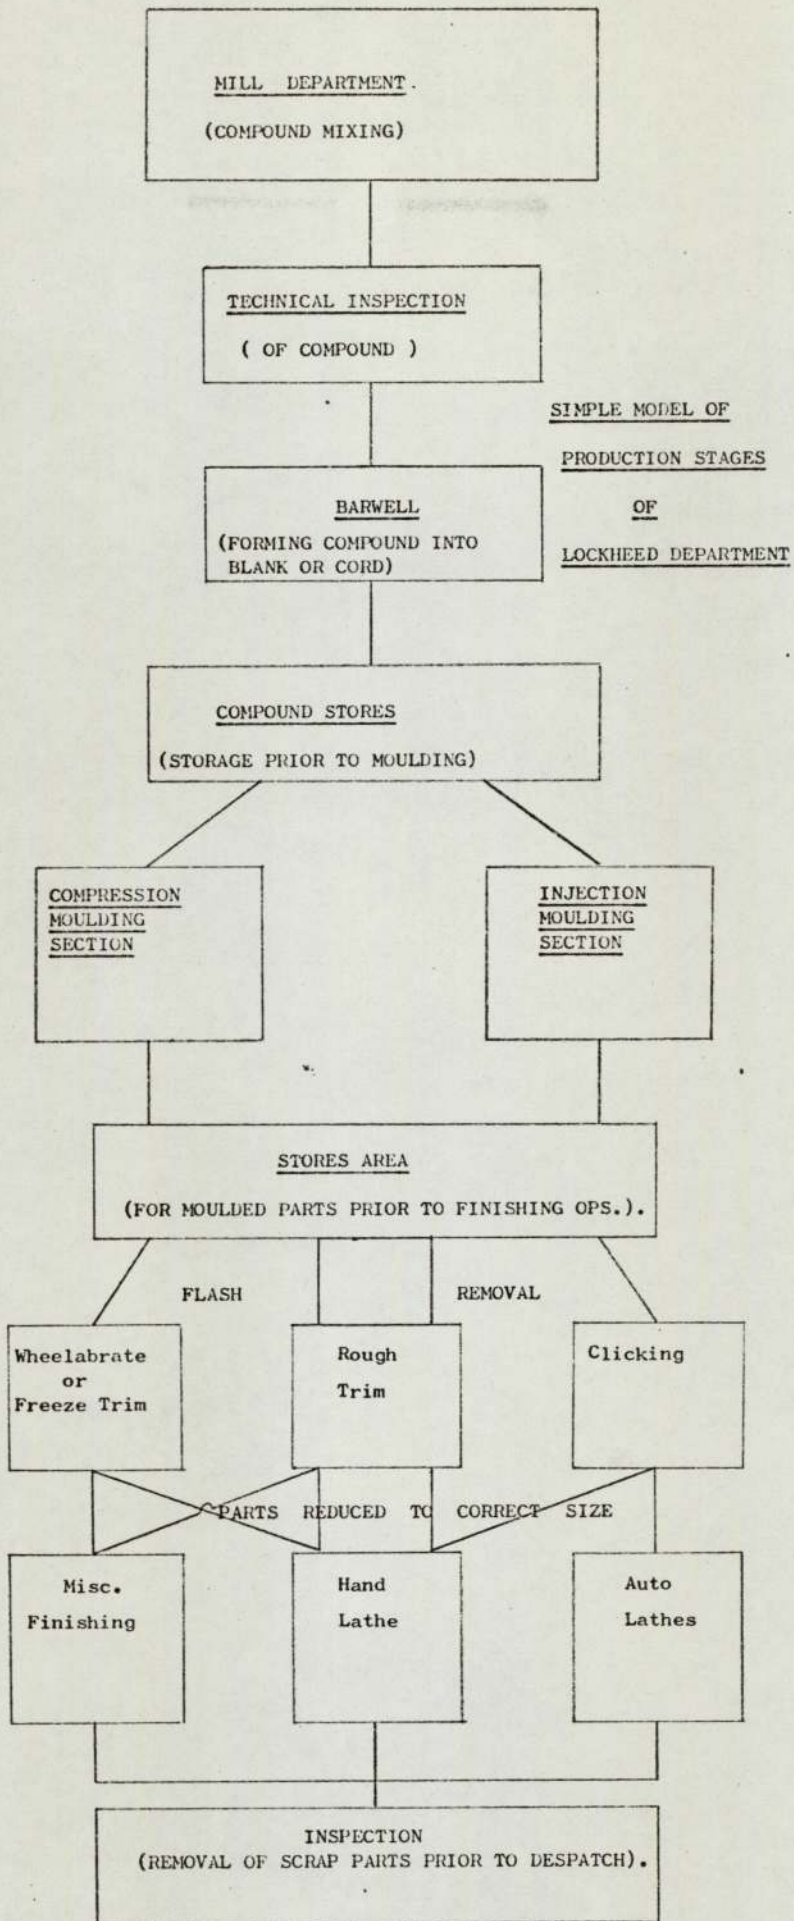 MILL DEPARTMENT.
(COMPOUND MIXING)
TECHNICAL INSPECTION
( OF COMPOUND )
SIMPLE MODEL OF
PRODUCTION STAGES
OF
LOCKHEED DEPARTMENT
BARWELL
(FORMING COMPOUND INTO
BLANK OR CORD)
COMPOUND STORES
(STORAGE PRIOR TO MOULDING)
COMPRESSION
MOULDING
SECTION
INJECTION
MOULDING
SECTION
STORES AREA
(FOR MOULDED PARTS PRIOR TO FINISHING OPS.).
FLASH REMOVAL
Wheelabrate
or
Freeze Trim
Rough
Trim
Clicking
PARTS REDUCED TO CORRECT SIZE
Misc.
Finishing
Hand
Lathe
Auto
Lathes
INSPECTION
(REMOVAL OF SCRAP PARTS PRIOR TO DESPATCH).